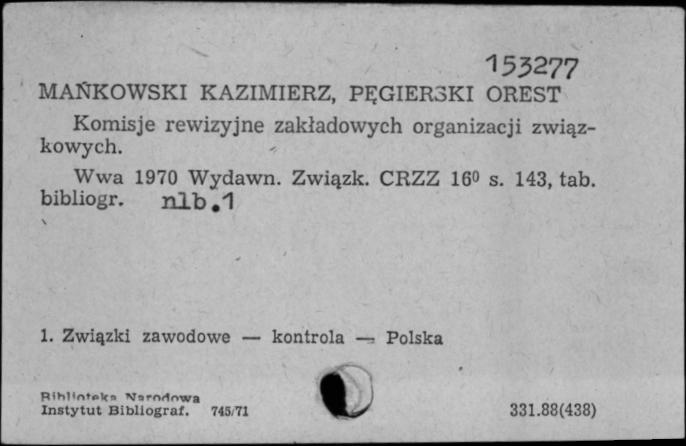 153277
MAŃKOWSKI KAZIMIERZ, PĘGIERSKI OREST
Komisje rewizyjne zakładowych organizacji związ-
kowych.
Wwa 1970 Wydawn. Związk. CRZZ 16⁰ s. 143, tab.
bibliogr. nlb.1
1. Związki zawodowe — kontrola — Polska
Biblioteka Narodowa
Instytut Bibliograf. 745/71
331.88(438)